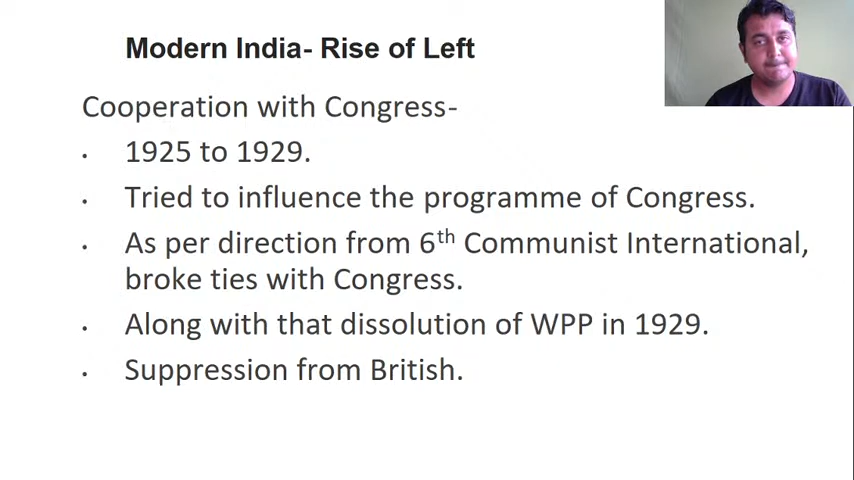 Modern India- Rise of Left
Cooperation with Congress-
• 1925 to 1929.
• Tried to influence the programme of Congress.
• As per direction from 6th Communist International,
broke ties with Congress.
• Along with that dissolution of WPP in 1929.
• Suppression from British.